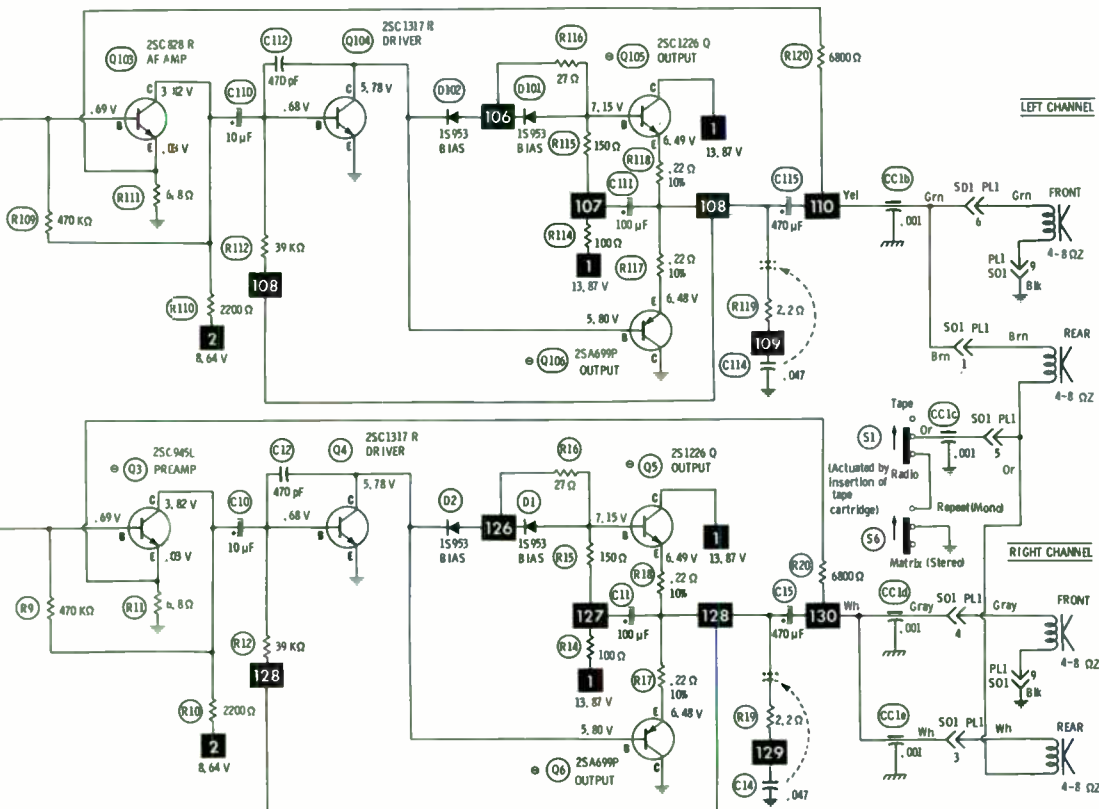 2SC828 R
AF AMP
Q103
3.82 V
C
.69 V
B
E
.03 V
R111
6.8 Ω
R109
470 KΩ
R110
2200 Ω
2
8.64 V
C110
10 µF
C112
470 pF
Q104
2SC1317 R
DRIVER
C
5.78 V
.68 V
B
E
R112
39 KΩ
108
D102
1S953
BIAS
106
D101
1S953
BIAS
R116
27 Ω
⊖ Q105
2SC1226 Q
OUTPUT
C
7.15 V
B
E
6.49 V
1
13.87 V
R115
150 Ω
R118
.22 Ω
10%
107
C111
100 µF
R114
100 Ω
1
13.87 V
R117
.22 Ω
10%
E
6.48 V
5.80 V
B
C
⊖ Q106
2SA699P
OUTPUT
108
C115
470 µF
110
Yel
R119
2.2 Ω
109
C114
.047
R120
6800 Ω
LEFT CHANNEL
CC1b
.001
Grn
SO1 PL1
6
Grn
FRONT
4-8 ΩZ
PL1
SO1
9
Blk
SO1 PL1
Brn
1
Brn
REAR
4-8 ΩZ
Tape
S1
Or
CC1c
.001
SO1 PL1
5
Or
(Actuated by
insertion of
tape
cartridge)
Radio
Repeat(Mono)
S6
Matrix (Stereo)
⊖ Q3
2SC945L
PREAMP
C
3.82 V
.69 V
B
E
.03 V
R11
6.8 Ω
R9
470 KΩ
R10
2200 Ω
2
8.64 V
C10
10 µF
C12
470 pF
Q4
2SC1317 R
DRIVER
C
5.78 V
.68 V
B
E
R12
39 KΩ
128
D2
1S953
BIAS
126
D1
1S953
BIAS
R16
27 Ω
⊖ Q5
2S1226 Q
OUTPUT
C
7.15 V
B
E
6.49 V
1
13.87 V
R15
150 Ω
R18
.22 Ω
10%
127
C11
100 µF
R14
100 Ω
1
13.87 V
R17
.22 Ω
10%
E
6.48 V
5.80 V
B
C
⊖ Q6
2SA699P
OUTPUT
128
C15
470 µF
130
Wh
R19
2.2 Ω
129
C14
.047
R20
6800 Ω
RIGHT CHANNEL
CC1d
.001
Gray
SO1 PL1
4
Gray
FRONT
4-8 ΩZ
PL1
SO1
9
Blk
CC1e
.001
Wh
SO1 PL1
3
Wh
REAR
4-8 ΩZ